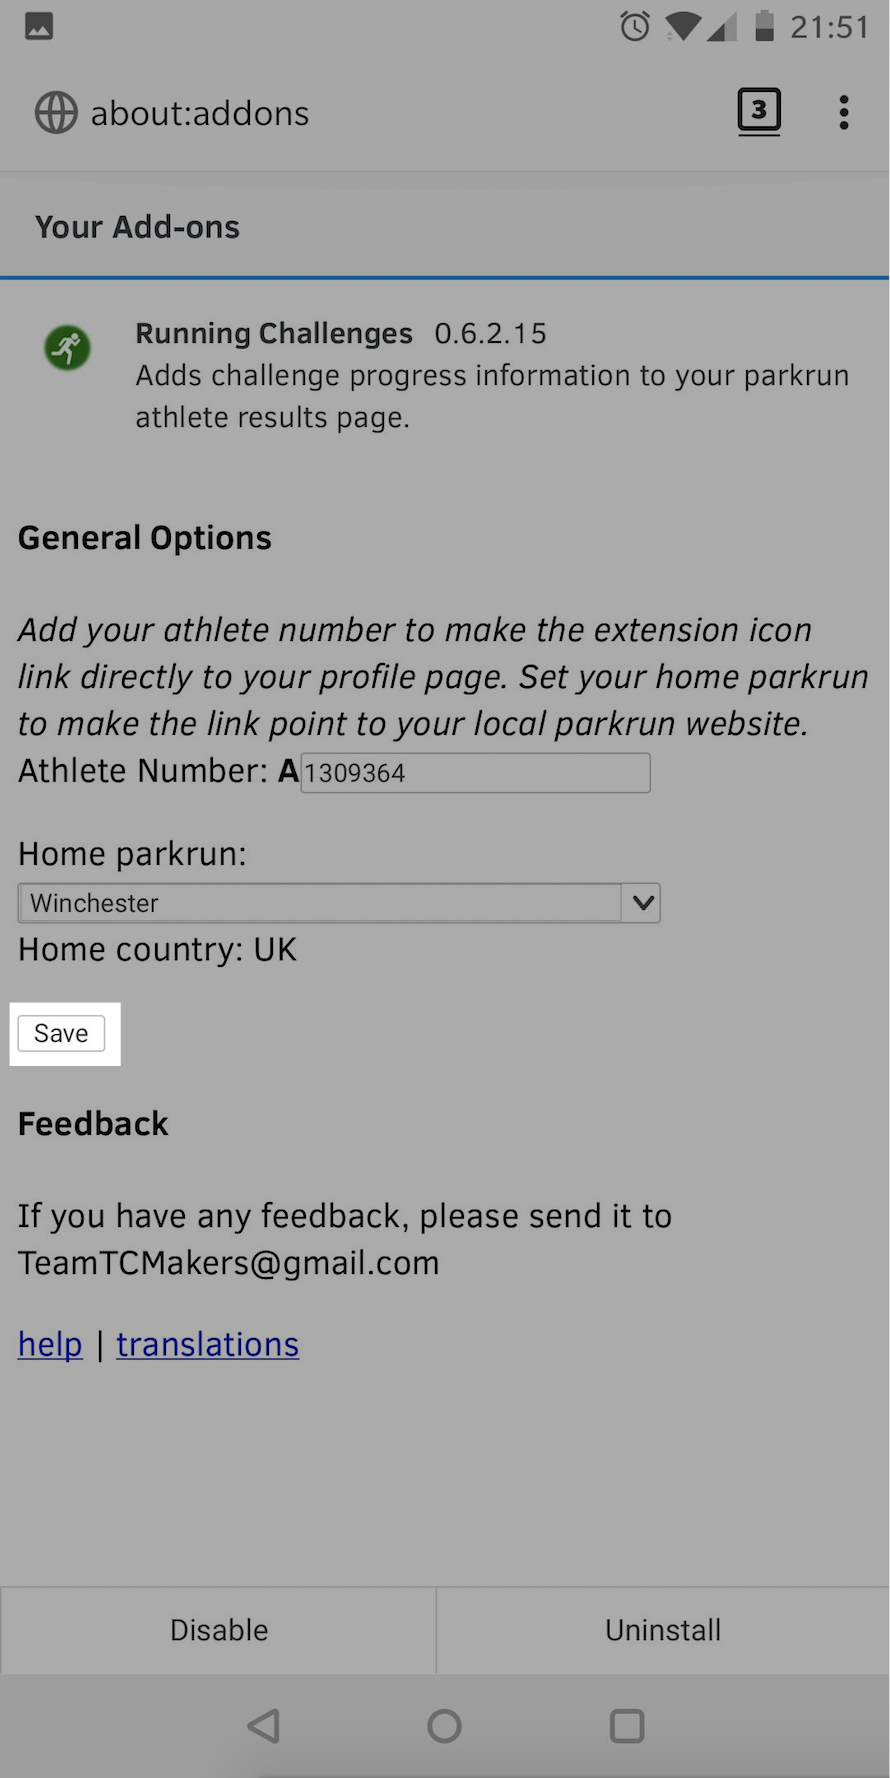 21:51
about:addons
3
Your Add-ons
Running Challenges 0.6.2.15
Adds challenge progress information to your parkrun
athlete results page.
General Options
Add your athlete number to make the extension icon
link directly to your profile page. Set your home parkrun
to make the link point to your local parkrun website.
Athlete Number: A 1309364
Home parkrun:
Winchester
Home country: UK
Save
Feedback
If you have any feedback, please send it to
TeamTCMakers@gmail.com
help | translations
Disable Uninstall